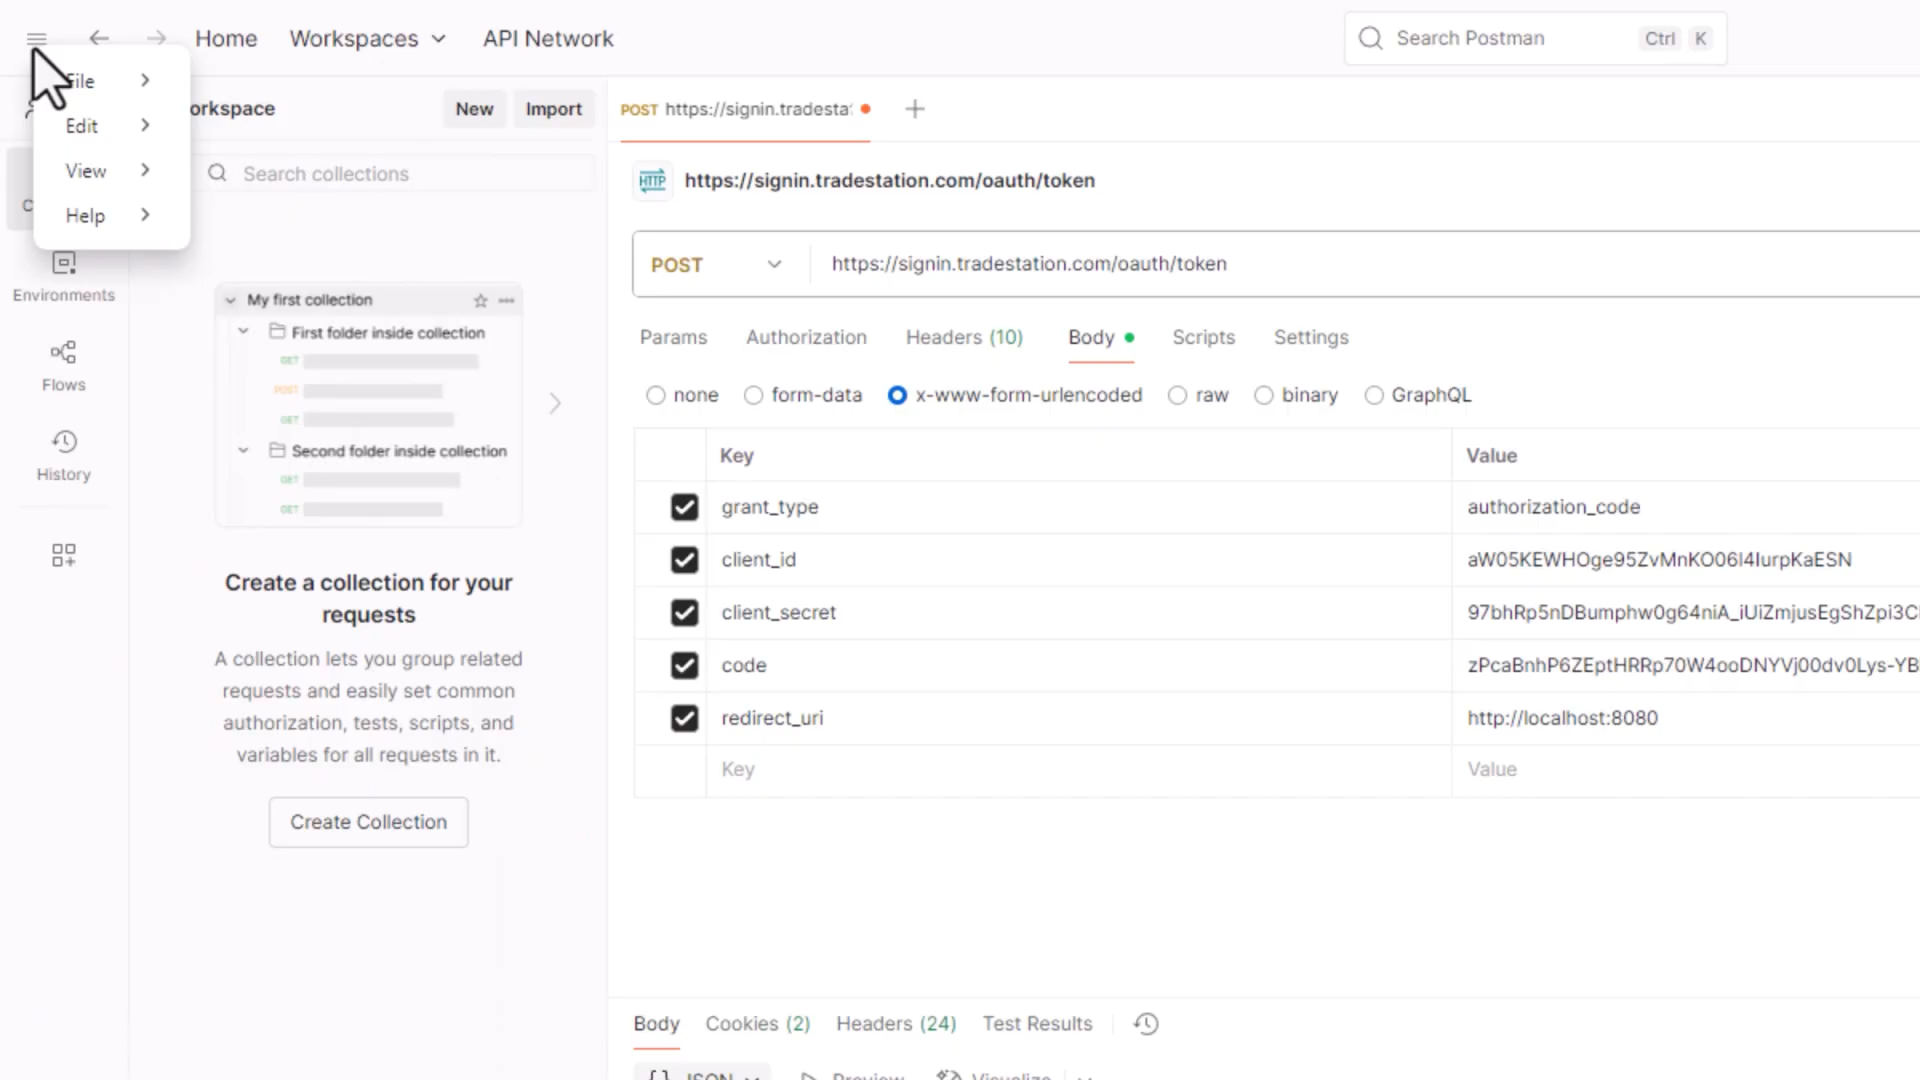 Home Workspaces API Network
Search Postman Ctrl K
File
Edit
View
Help
orkspace
New Import
Search collections
Environments
Flows
History
My first collection
First folder inside collection
GET
POST
GET
Second folder inside collection
GET
GET
Create a collection for your
requests
A collection lets you group related
requests and easily set common
authorization, tests, scripts, and
variables for all requests in it.
Create Collection
POST https://signin.tradesta
HTTP https://signin.tradestation.com/oauth/token
POST https://signin.tradestation.com/oauth/token
Params Authorization Headers (10) Body Scripts Settings
none form-data x-www-form-urlencoded raw binary GraphQL
Key Value
grant_type authorization_code
client_id aW05KEWHOge95ZvMnKO06I4IurpKaESN
client_secret 97bhRp5nDBumphw0g64niA_iUiZmjusEgShZpi3C
code zPcaBnhP6ZEptHRRp70W4ooDNYVj00dv0Lys-YB
redirect_uri http://localhost:8080
Key Value
Body Cookies (2) Headers (24) Test Results
{} JSON Preview Visualize